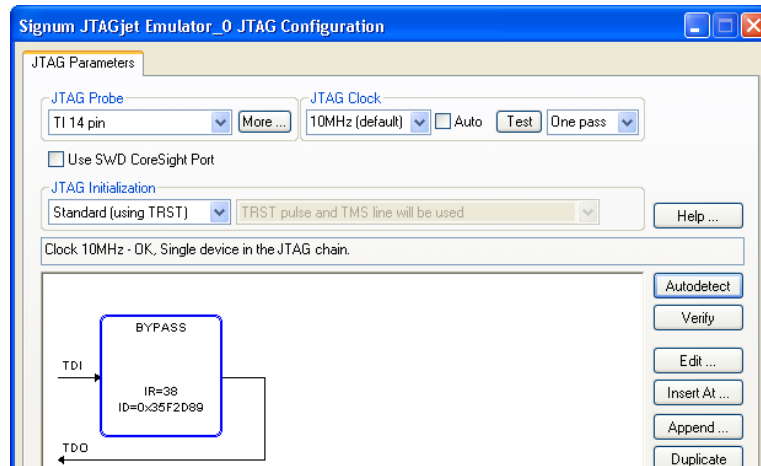 Signum JTAGjet Emulator_0 JTAG Configuration
JTAG Parameters
JTAG Probe
TI 14 pin
More ...
JTAG Clock
10MHz (default)
Auto
Test
One pass
Use SWD CoreSight Port
JTAG Initialization
Standard (using TRST)
TRST pulse and TMS line will be used
Help ...
Clock 10MHz - OK, Single device in the JTAG chain.
Autodetect
Verify
Edit ...
Insert At ...
Append ...
Duplicate
BYPASS
TDI
IR=38
ID=0x35F2D89
TDO